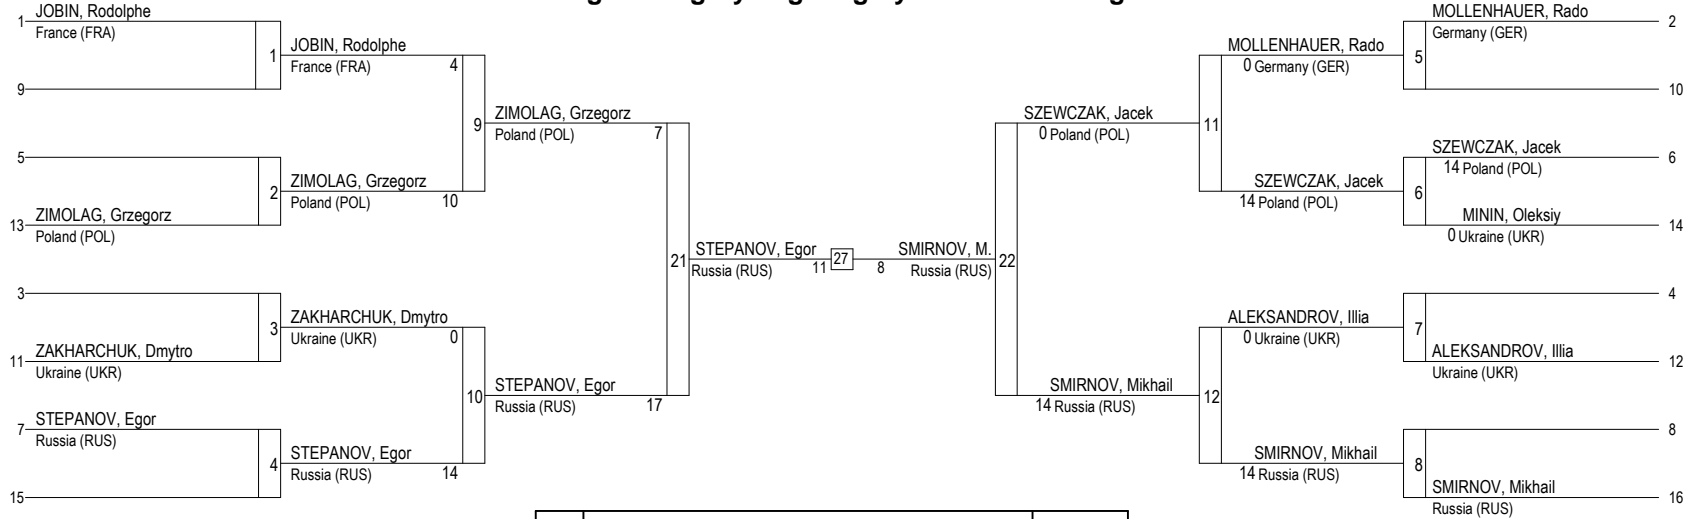 1 JOBIN, Rodolphe
France (FRA)
9
1
5
13 ZIMOLAG, Grzegorz
Poland (POL)
2
3
11 ZAKHARCHUK, Dmytro
Ukraine (UKR)
3
7 STEPANOV, Egor
Russia (RUS)
15
4
JOBIN, Rodolphe
France (FRA) 4
ZIMOLAG, Grzegorz
Poland (POL) 10
9
ZAKHARCHUK, Dmytro
Ukraine (UKR) 0
STEPANOV, Egor
Russia (RUS) 14
10
ZIMOLAG, Grzegorz
Poland (POL) 7
STEPANOV, Egor
Russia (RUS) 17
21
STEPANOV, Egor
Russia (RUS) 11
27
SMIRNOV, M.
8 Russia (RUS)
22
SZEWCZAK, Jacek
0 Poland (POL)
SMIRNOV, Mikhail
14 Russia (RUS)
11
MOLLENHAUER, Rado
0 Germany (GER)
SZEWCZAK, Jacek
14 Poland (POL)
12
ALEKSANDROV, Illia
0 Ukraine (UKR)
SMIRNOV, Mikhail
14 Russia (RUS)
5
MOLLENHAUER, Rado 2
Germany (GER)
10
6
SZEWCZAK, Jacek 6
14 Poland (POL)
MININ, Oleksiy 14
0 Ukraine (UKR)
7
4
ALEKSANDROV, Illia 12
Ukraine (UKR)
8
8
SMIRNOV, Mikhail 16
Russia (RUS)